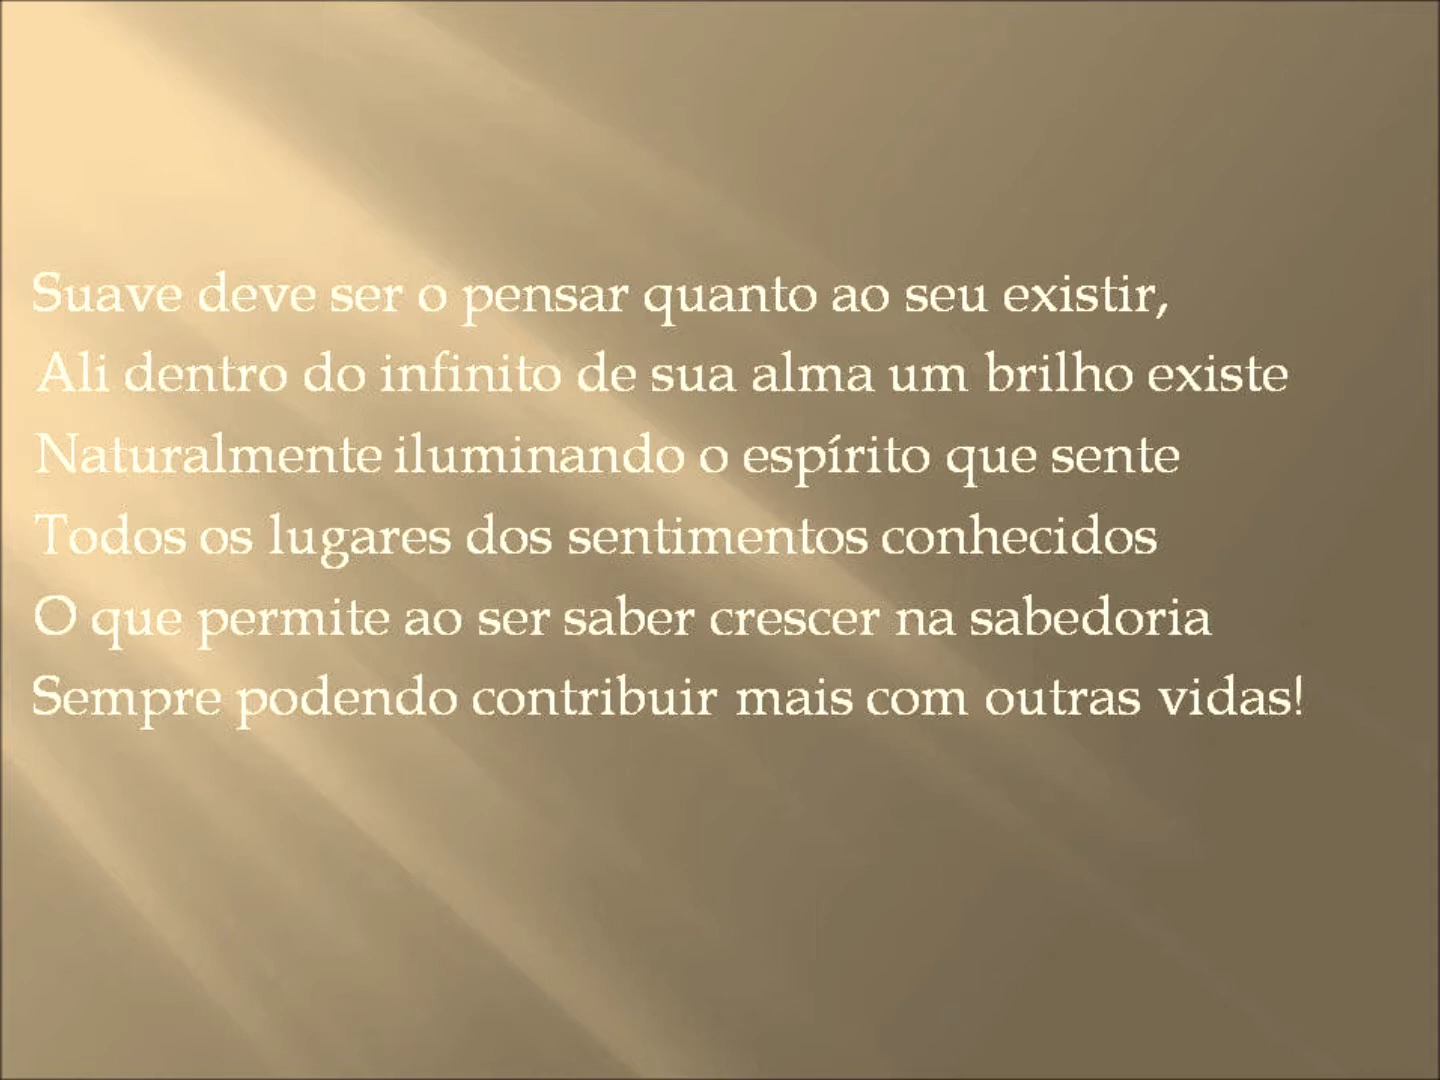 Suave deve ser o pensar quanto ao seu existir,
Ali dentro do infinito de sua alma um brilho existe
Naturalmente iluminando o espírito que sente
Todos os lugares dos sentimentos conhecidos
O que permite ao ser saber crescer na sabedoria
Sempre podendo contribuir mais com outras vidas!